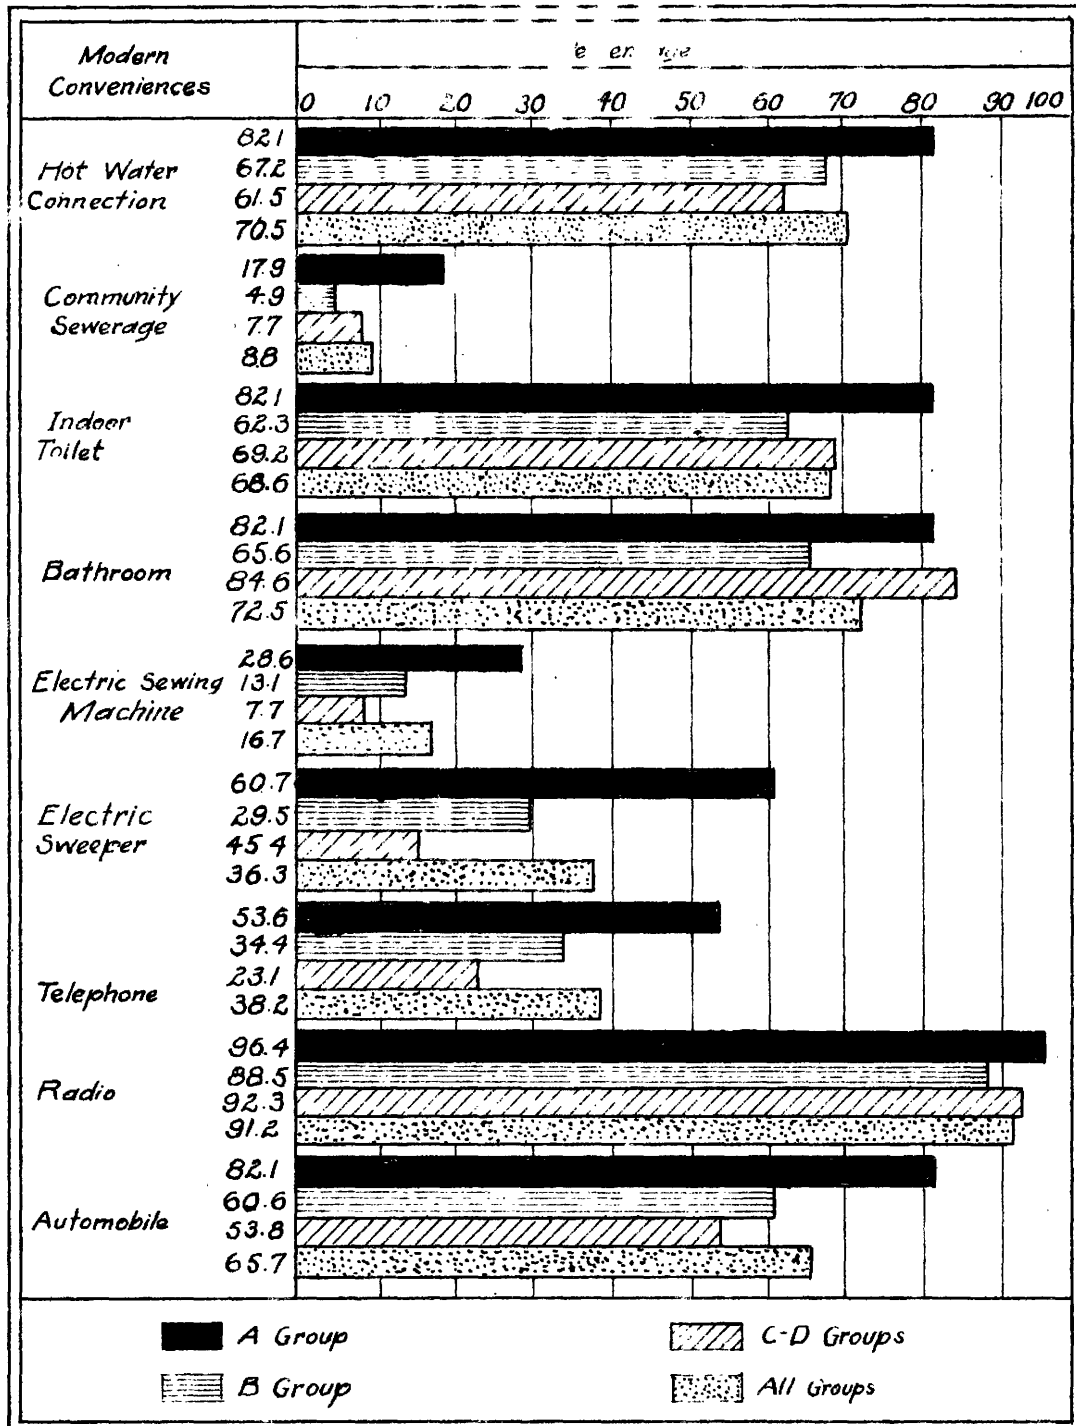 Modern
Conveniences
0 10 20 30 40 50 60 70 80 90 100
82.1
Hot Water 67.2
Connection 61.5
70.5
17.9
Community 4.9
Sewerage 7.7
8.8
82.1
Indoor 62.3
Toilet 69.2
68.6
82.1
65.6
Bathroom 84.6
72.5
28.6
Electric Sewing 13.1
Machine 7.7
16.7
60.7
Electric 29.5
Sweeper 45.4
36.3
53.6
34.4
23.1
Telephone 38.2
96.4
88.5
Radio 92.3
91.2
82.1
60.6
Automobile 53.8
65.7
A Group C-D Groups
B Group All Groups